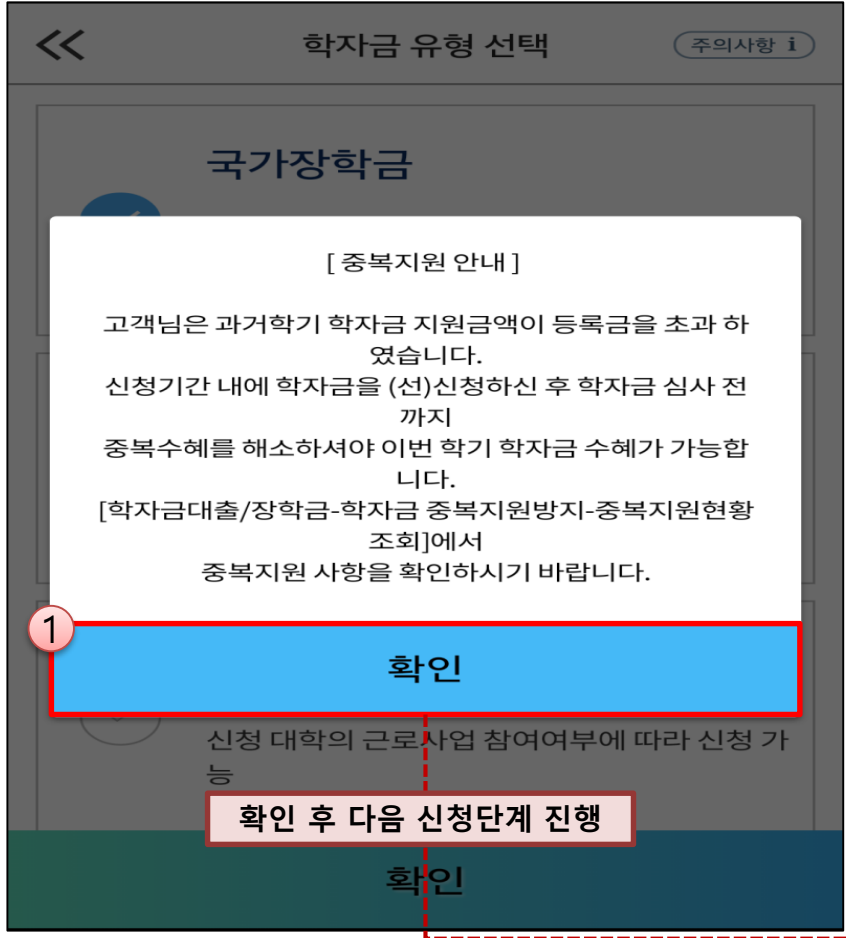 학자금 유형 선택
주의사항 i
국가장학금
[ 중복지원 안내 ]
고객님은 과거학기 학자금 지원금액이 등록금을 초과 하
였습니다.
신청기간 내에 학자금을 (선)신청하신 후 학자금 심사 전
까지
중복수혜를 해소하셔야 이번 학기 학자금 수혜가 가능합
니다.
[학자금대출/장학금-학자금 중복지원방지-중복지원현황
조회]에서
중복지원 사항을 확인하시기 바랍니다.
1
확인
신청 대학의 근로사업 참여여부에 따라 신청 가
능
확인 후 다음 신청단계 진행
확인